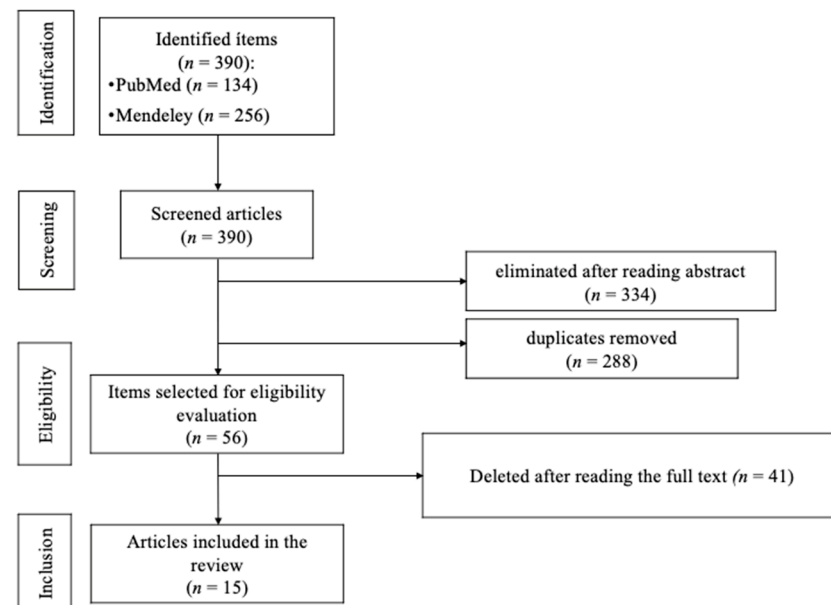 Identification
Identified ítems
(n = 390):
•PubMed (n = 134)
•Mendeley (n = 256)
Screening
Screened articles
(n = 390)
eliminated after reading abstract
(n = 334)
duplicates removed
(n = 288)
Eligibility
Items selected for eligibility
evaluation
(n = 56)
Deleted after reading the full text (n = 41)
Inclusion
Articles included in the
review
(n = 15)